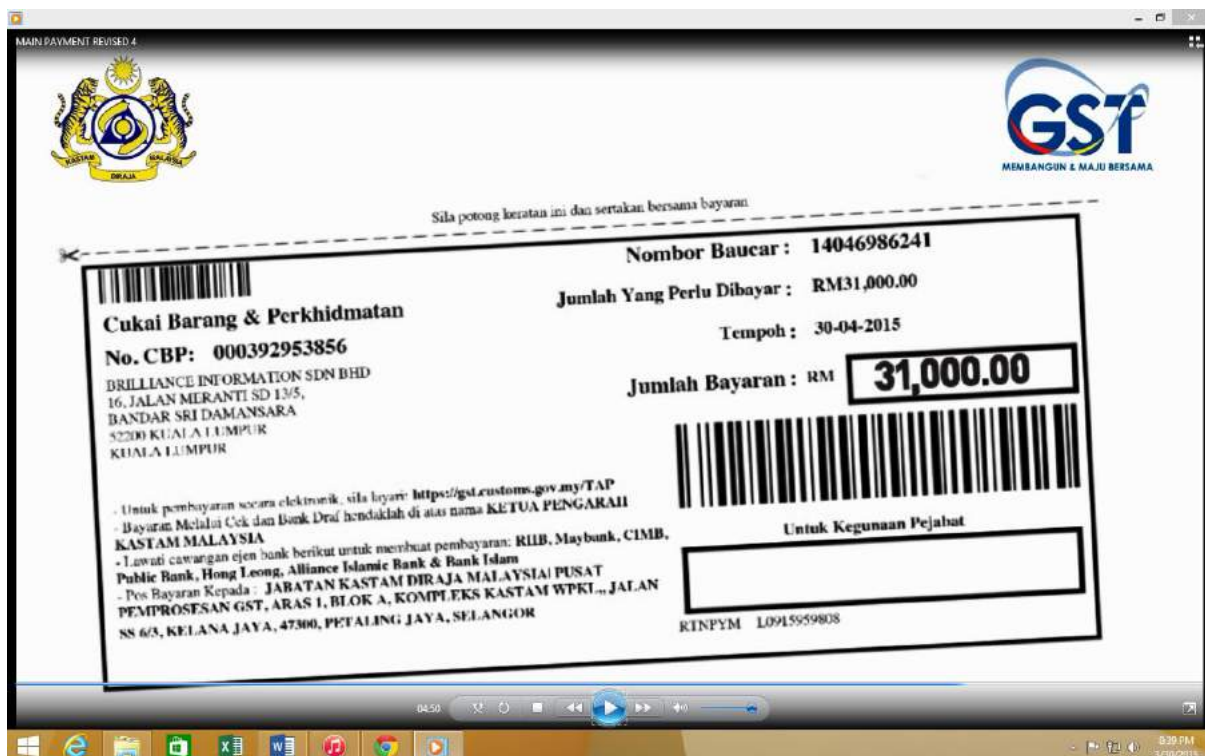 MAIN PAYMENT REVISED 4
KASTAM DIRAJA MALAYSIA
GST
MEMBANGUN & MAJU BERSAMA
Sila potong keratan ini dan sertakan bersama bayaran
Nombor Baucar : 14046986241
Jumlah Yang Perlu Dibayar : RM31,000.00
Tempoh : 30-04-2015
Jumlah Bayaran : RM 31,000.00
Cukai Barang & Perkhidmatan
No. CBP: 000392953856
BRILLIANCE INFORMATION SDN BHD
16, JALAN MERANTI SD 13/5,
BANDAR SRI DAMANSARA
52200 KUALA LUMPUR
KUALA LUMPUR
- Untuk pembayaran secara elektronik, sila layari: https://gst.customs.gov.my/TAP
- Bayaran Melalui Cek dan Bank Draf hendaklah di atas nama KETUA PENGARAH
KASTAM MALAYSIA
- Lawati cawangan ejen bank berikut untuk membuat pembayaran: RHB, Maybank, CIMB,
Public Bank, Hong Leong, Alliance Islamic Bank & Bank Islam
- Pos Bayaran Kepada : JABATAN KASTAM DIRAJA MALAYSIA| PUSAT
PEMPROSESAN GST, ARAS 1, BLOK A, KOMPLEKS KASTAM WPKL,, JALAN
SS 6/3, KELANA JAYA, 47300, PETALING JAYA, SELANGOR
Untuk Kegunaan Pejabat
RTNPYM L0915959808
04:50
8:39 PM